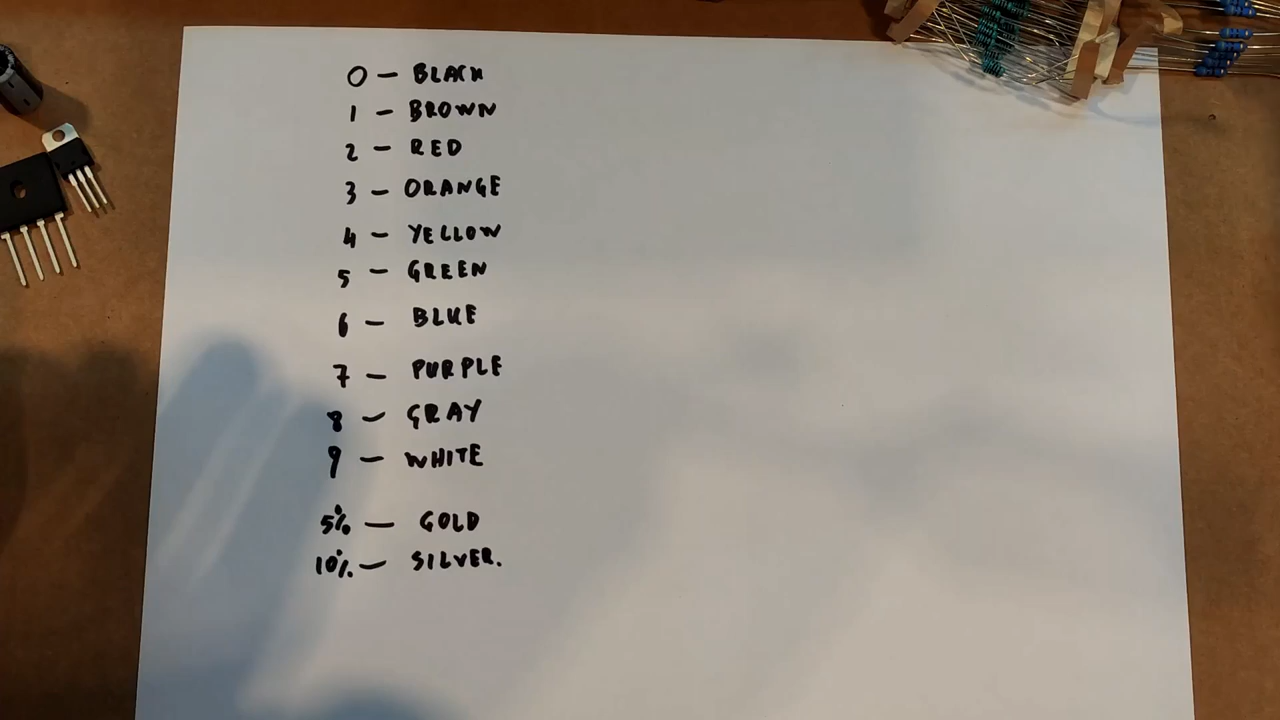 0 - BLACK
1 - BROWN
2 - RED
3 - ORANGE
4 - YELLOW
5 - GREEN
6 - BLUE
7 - PURPLE
8 - GRAY
9 - WHITE
5% - GOLD
10% - SILVER.